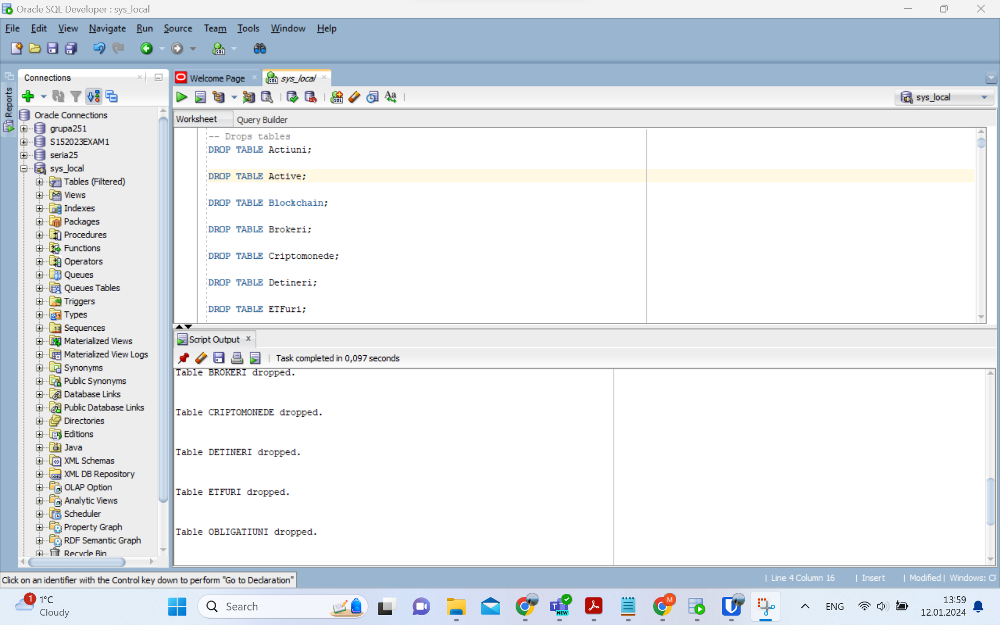 Oracle SQL Developer : sys_local
File Edit View Navigate Run Source Team Tools Window Help
SQL
Reports
Connections
Welcome Page
sys_local
sys_local
Worksheet
Query Builder
Oracle Connections
grupa251
S152023EXAM1
seria25
sys_local
Tables (Filtered)
Views
Indexes
Packages
Procedures
Functions
Operators
Queues
Queues Tables
Triggers
Types
Sequences
Materialized Views
Materialized View Logs
Synonyms
Public Synonyms
Database Links
Public Database Links
Directories
Editions
Java
XML Schemas
XML DB Repository
OLAP Option
Analytic Views
Scheduler
Property Graph
RDF Semantic Graph
Recycle Bin
-- Drops tables
DROP TABLE Actiuni;
DROP TABLE Active;
DROP TABLE Blockchain;
DROP TABLE Brokeri;
DROP TABLE Criptomonede;
DROP TABLE Detineri;
DROP TABLE ETFuri;
Script Output
Task completed in 0,097 seconds
Table BROKERI dropped.
Table CRIPTOMONEDE dropped.
Table DETINERI dropped.
Table ETFURI dropped.
Table OBLIGATIUNI dropped.
Click on an identifier with the Control key down to perform "Go to Declaration"
| Line 4 Column 16 | Insert | Modified | Windows: CF
1
1°C
Cloudy
Search
NEW
M
ENG
13:59
12.01.2024